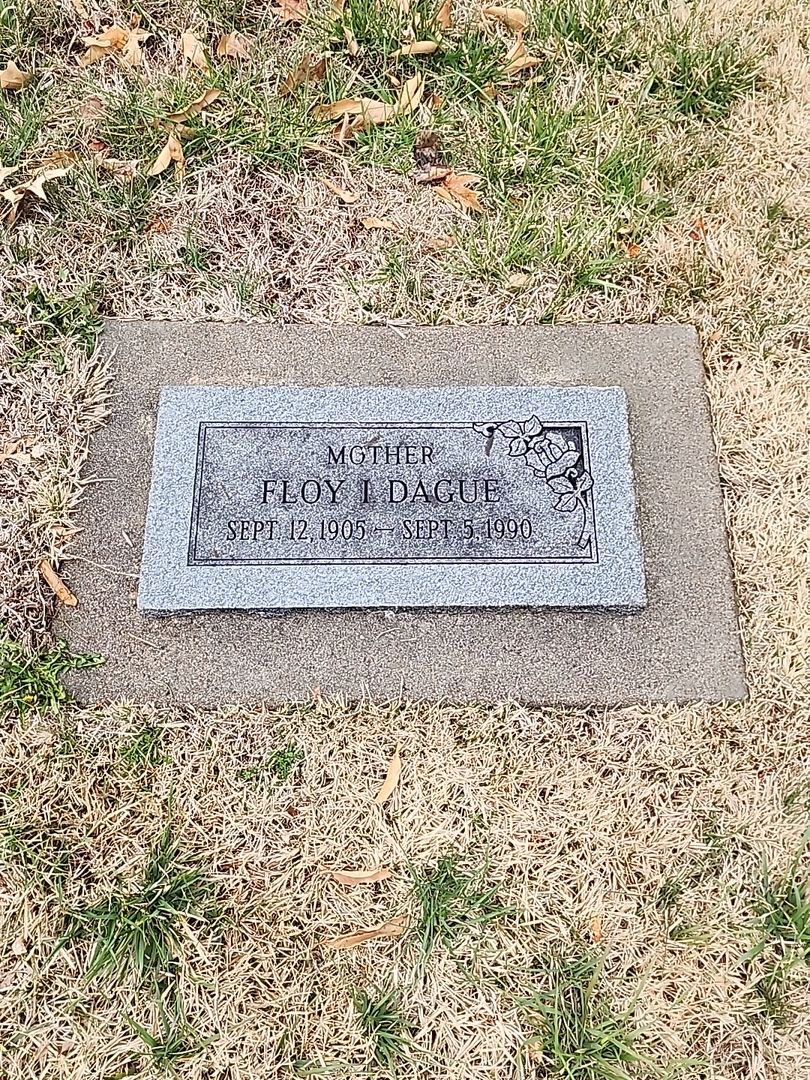 MOTHER
FLOY I. DAGUE
SEPT. 12, 1905 — SEPT. 5, 1990